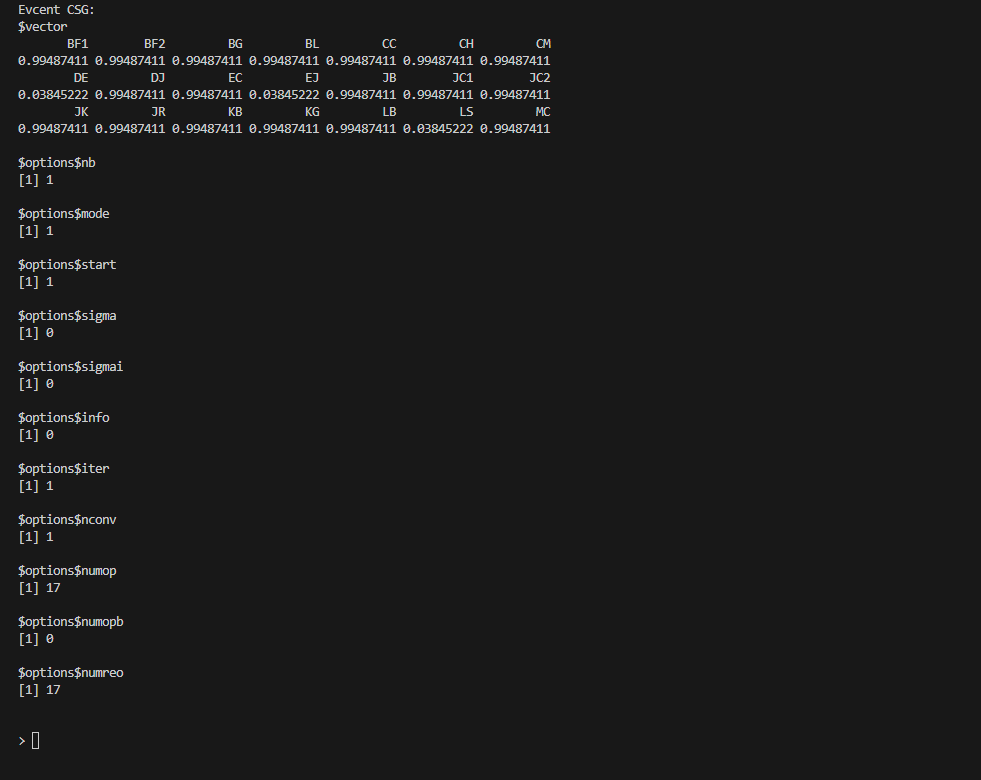 Evcent CSG:
$vector
BF1 BF2 BG BL CC CH CM
0.99487411 0.99487411 0.99487411 0.99487411 0.99487411 0.99487411 0.99487411
DE DJ EC EJ JB JC1 JC2
0.03845222 0.99487411 0.99487411 0.03845222 0.99487411 0.99487411 0.99487411
JK JR KB KG LB LS MC
0.99487411 0.99487411 0.99487411 0.99487411 0.99487411 0.03845222 0.99487411
$options$nb
[1] 1
$options$mode
[1] 1
$options$start
[1] 1
$options$sigma
[1] 0
$options$sigmai
[1] 0
$options$info
[1] 0
$options$iter
[1] 1
$options$nconv
[1] 1
$options$numop
[1] 17
$options$numopb
[1] 0
$options$numreo
[1] 17
>